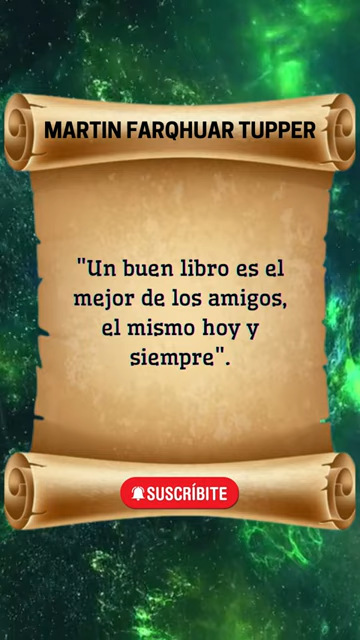 MARTIN FARQHUAR TUPPER
"Un buen libro es el
mejor de los amigos,
el mismo hoy y
siempre".
SUSCRÍBITE